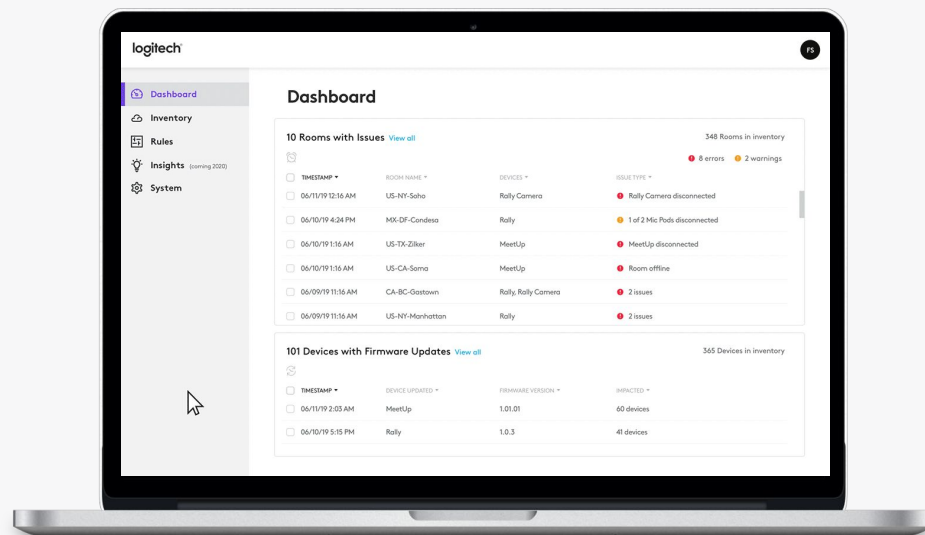 logitech
FS
Dashboard
Inventory
Rules
Insights (coming 2020)
System
Dashboard
10 Rooms with Issues View all
348 Rooms in inventory
8 errors 2 warnings
TIMESTAMP ROOM NAME DEVICES ISSUE TYPE
06/11/19 12:16 AM US-NY-Soho Rally Camera Rally Camera disconnected
06/10/19 4:24 PM MX-DF-Condesa Rally 1 of 2 Mic Pods disconnected
06/10/19 1:16 AM US-TX-Zilker MeetUp MeetUp disconnected
06/10/19 1:16 AM US-CA-Soma MeetUp Room offline
06/09/19 11:16 AM CA-BC-Gastown Rally, Rally Camera 2 issues
06/09/19 11:16 AM US-NY-Manhattan Rally 2 issues
101 Devices with Firmware Updates View all
365 Devices in inventory
TIMESTAMP DEVICE UPDATED FIRMWARE VERSION IMPACTED
06/11/19 2:03 AM MeetUp 1.01.01 60 devices
06/10/19 5:15 PM Rally 1.0.3 41 devices